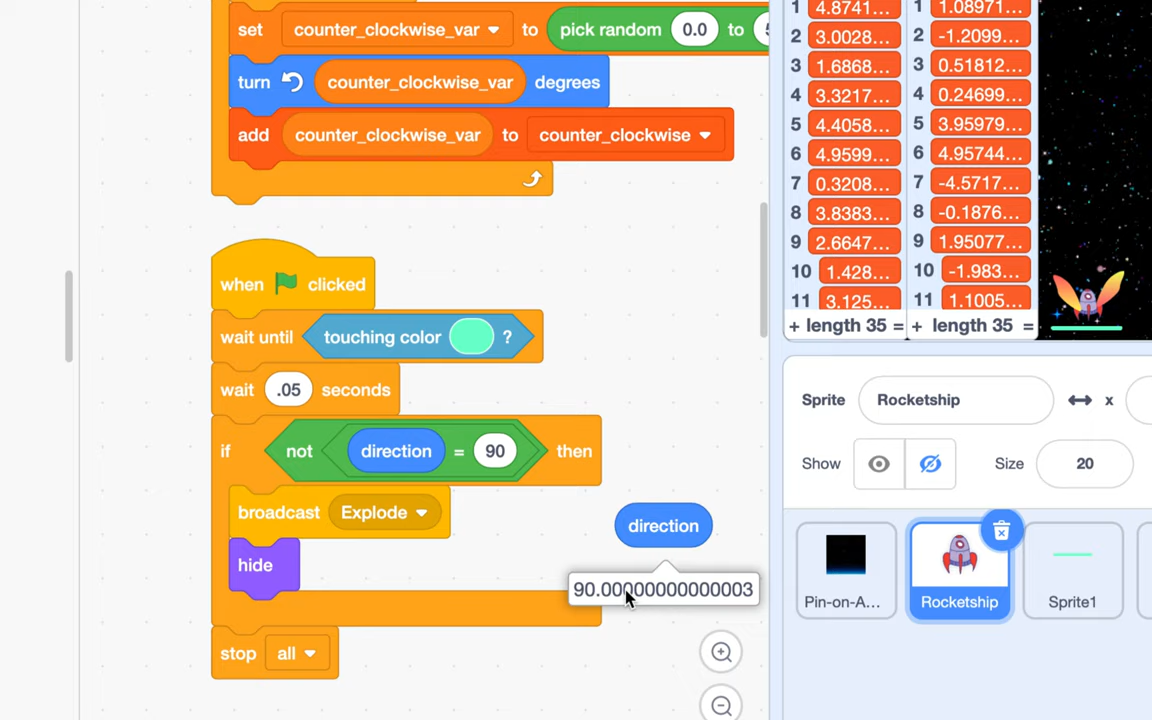 set counter_clockwise_var to pick random 0.0 to
turn counter_clockwise_var degrees
add counter_clockwise_var to counter_clockwise
when clicked
wait until touching color ?
wait .05 seconds
if not direction = 90 then
broadcast Explode
hide
stop all
direction
90.00000000000003
1 4.8741...
2 3.0028...
3 1.6868...
4 3.3217...
5 4.4058...
6 4.9599...
7 0.3208...
8 3.8383...
9 2.6647...
10 1.428...
11 3.125...
+ length 35 =
1 1.08971...
2 -1.2099...
3 0.51812...
4 0.24699...
5 3.95979...
6 4.95744...
7 -4.5717...
8 -0.1876...
9 1.95077...
10 -1.983...
11 1.1005...
+ length 35 =
Sprite Rocketship x
Show Size 20
Pin-on-A...
Rocketship
Sprite1